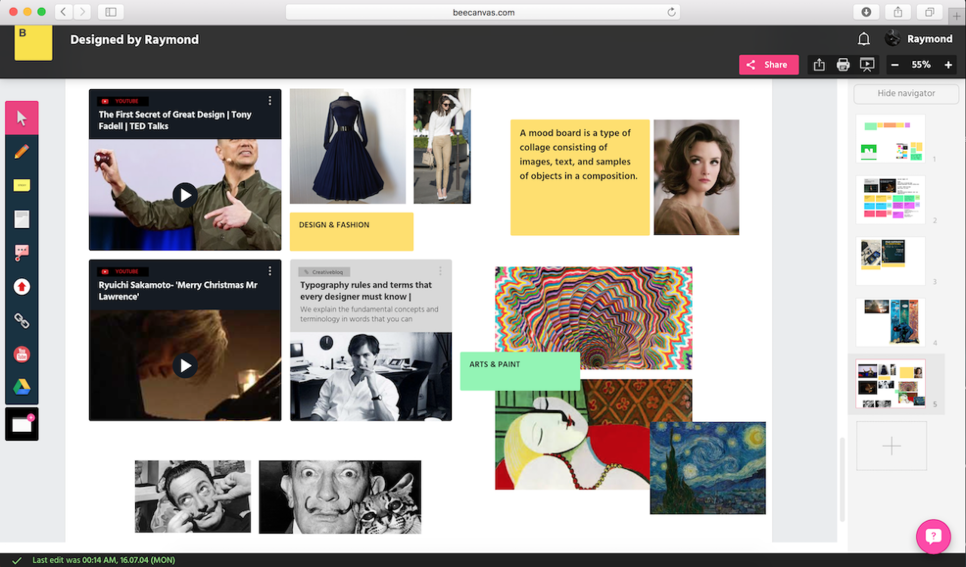 beecanvas.com
B
Designed by Raymond
Raymond
Share
55%
Hide navigator
YOUTUBE
The First Secret of Great Design | Tony
Fadell | TED Talks
DESIGN & FASHION
A mood board is a type of
collage consisting of
images, text, and samples
of objects in a composition.
YOUTUBE
Ryuichi Sakamoto- 'Merry Christmas Mr
Lawrence'
Creativebloq
Typography rules and terms that
every designer must know |
We explain the fundamental concepts and
terminology in words that you can
ARTS & PAINT
1
2
3
4
5
Last edit was 00:14 AM, 16.07.04 (MON)